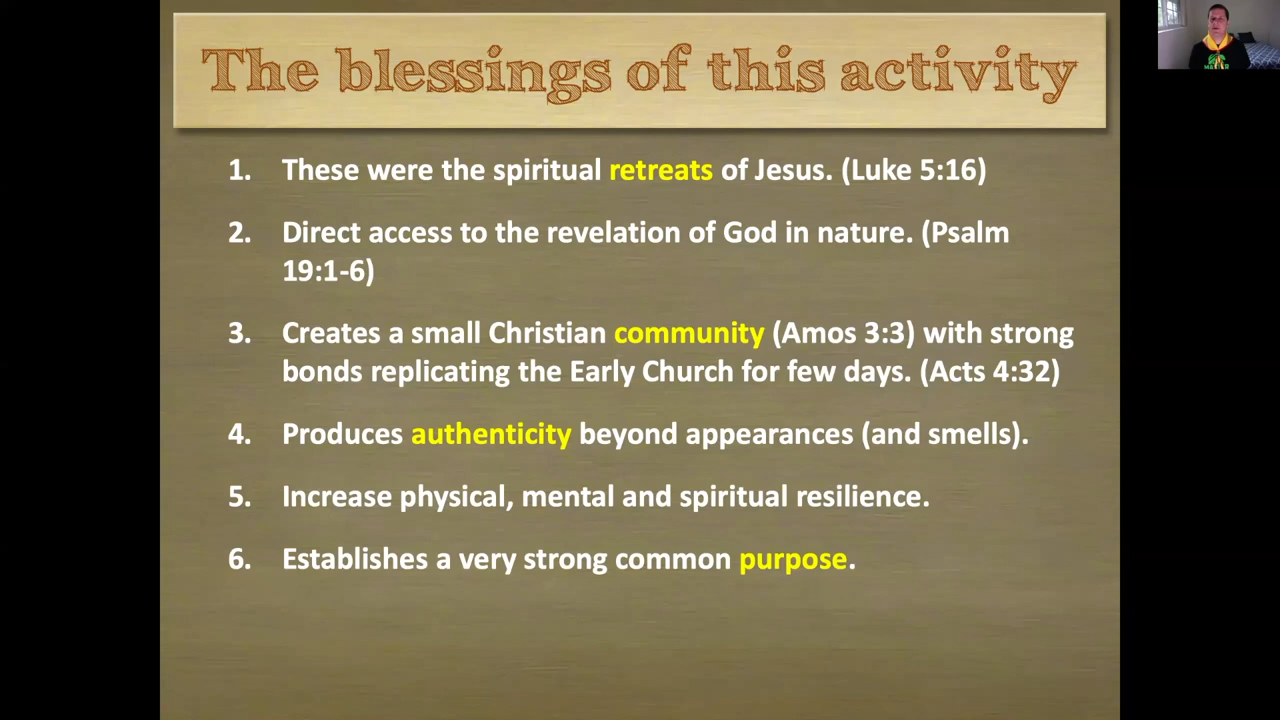 The blessings of this activity
1. These were the spiritual retreats of Jesus. (Luke 5:16)
2. Direct access to the revelation of God in nature. (Psalm
19:1-6)
3. Creates a small Christian community (Amos 3:3) with strong
bonds replicating the Early Church for few days. (Acts 4:32)
4. Produces authenticity beyond appearances (and smells).
5. Increase physical, mental and spiritual resilience.
6. Establishes a very strong common purpose.